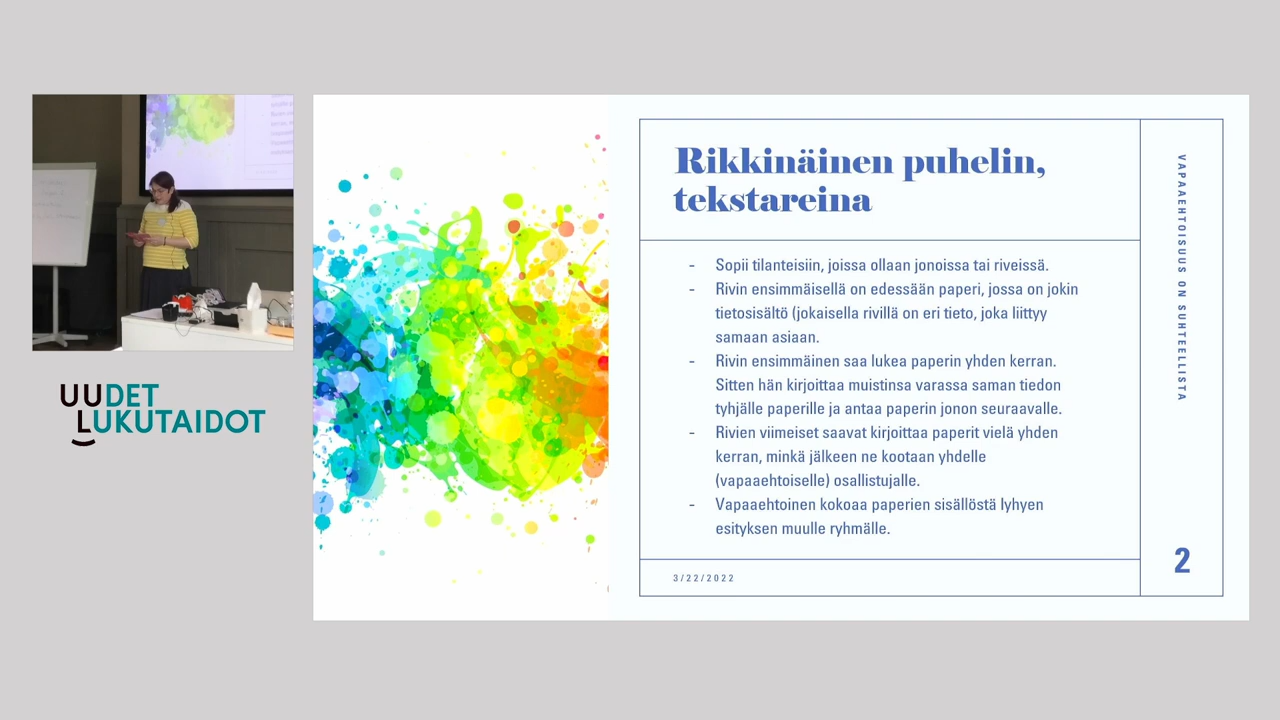 UUDET
LUKUTAIDOT
Rikkinäinen puhelin,
tekstareina
- Sopii tilanteisiin, joissa ollaan jonoissa tai riveissä.
- Rivin ensimmäisellä on edessään paperi, jossa on jokin
tietosisältö (jokaisella rivillä on eri tieto, joka liittyy
samaan asiaan.
- Rivin ensimmäinen saa lukea paperin yhden kerran.
Sitten hän kirjoittaa muistinsa varassa saman tiedon
tyhjälle paperille ja antaa paperin jonon seuraavalle.
- Rivien viimeiset saavat kirjoittaa paperit vielä yhden
kerran, minkä jälkeen ne kootaan yhdelle
(vapaaehtoiselle) osallistujalle.
- Vapaaehtoinen kokoaa paperien sisällöstä lyhyen
esityksen muulle ryhmälle.
3/22/2022
VAPAAEHTOISUUS ON SUHTEELLISTA
2